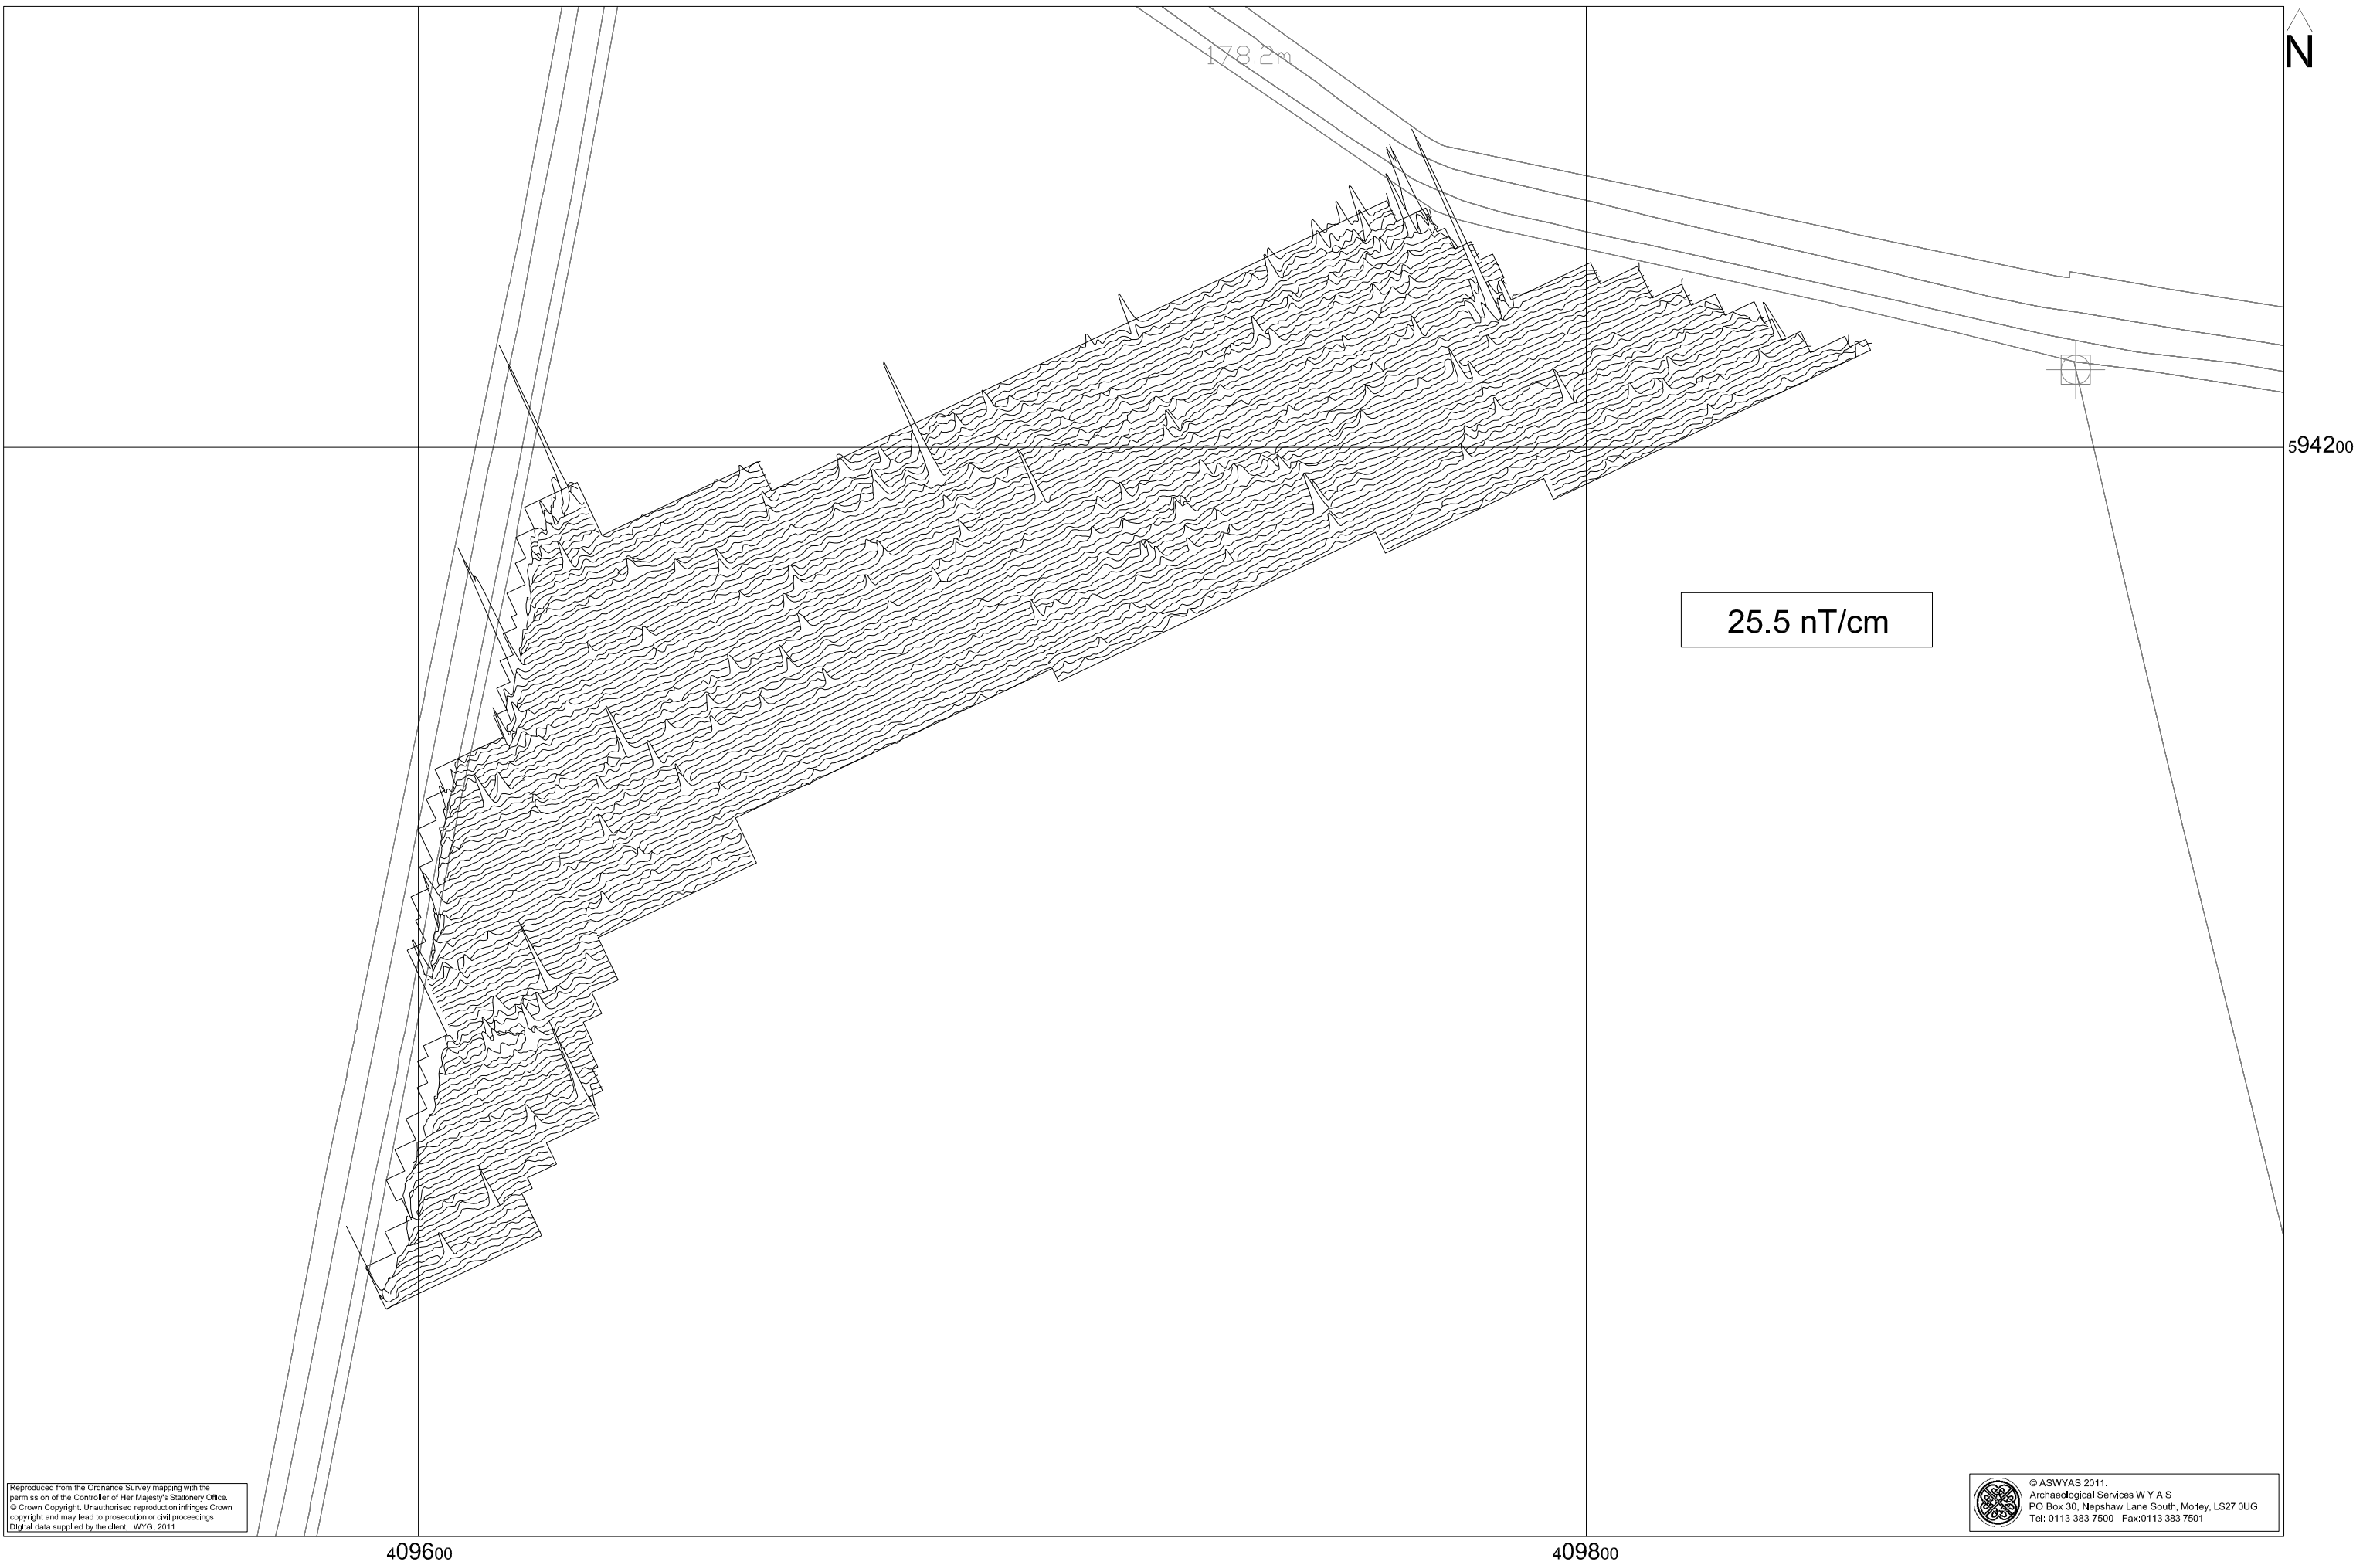 178.2m
N
594200
25.5 nT/cm
Reproduced from the Ordnance Survey mapping with the
permission of the Controller of Her Majesty's Stationery Office.
© Crown Copyright. Unauthorised reproduction infringes Crown
copyright and may lead to prosecution or civil proceedings.
Digital data supplied by the client, WYG, 2011.
© ASWYAS 2011.
Archaeological Services W Y A S
PO Box 30, Nepshaw Lane South, Morley, LS27 0UG
Tel: 0113 383 7500 Fax:0113 383 7501
409600
409800